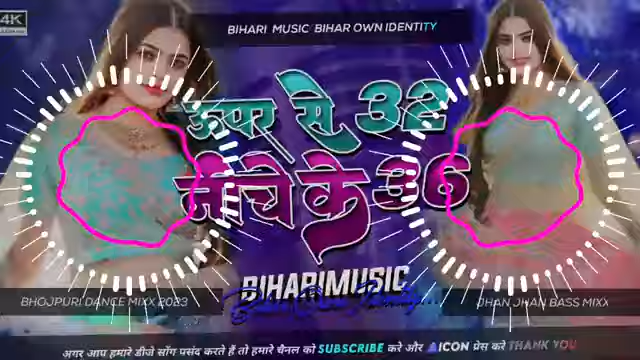 4K
BIHARI MUSIC BIHAR OWN IDENTITY
ऊपर से 32
नीचे के 36
BIHARIMUSIC
BHOJPURI DANCE MIXX 2023
JHAN JHAN BASS MIXX
अगर आप हमारे डीजे सोंग पसंद करते हैं तो हमारे चैनल को SUBSCRIBE करे और ICON प्रेस करे THANK YOU